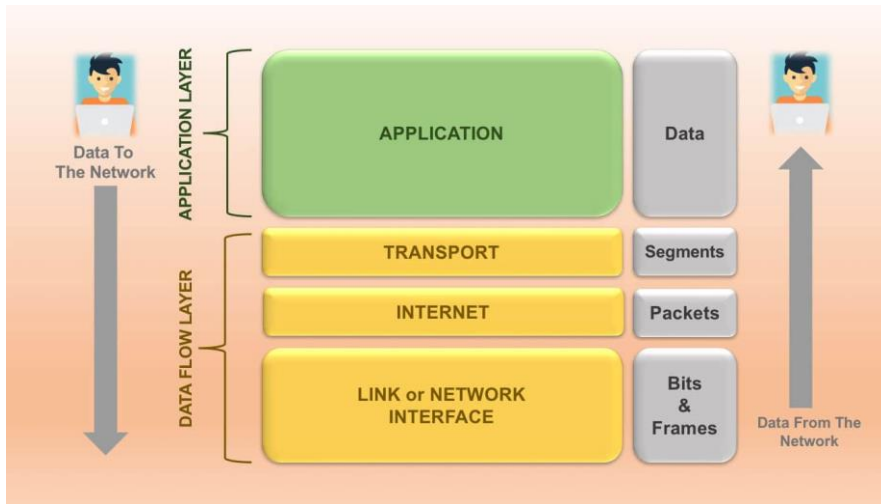 Data To
The Network
APPLICATION LAYER
APPLICATION
Data
DATA FLOW LAYER
TRANSPORT
Segments
INTERNET
Packets
LINK or NETWORK
INTERFACE
Bits
&
Frames
Data From The
Network